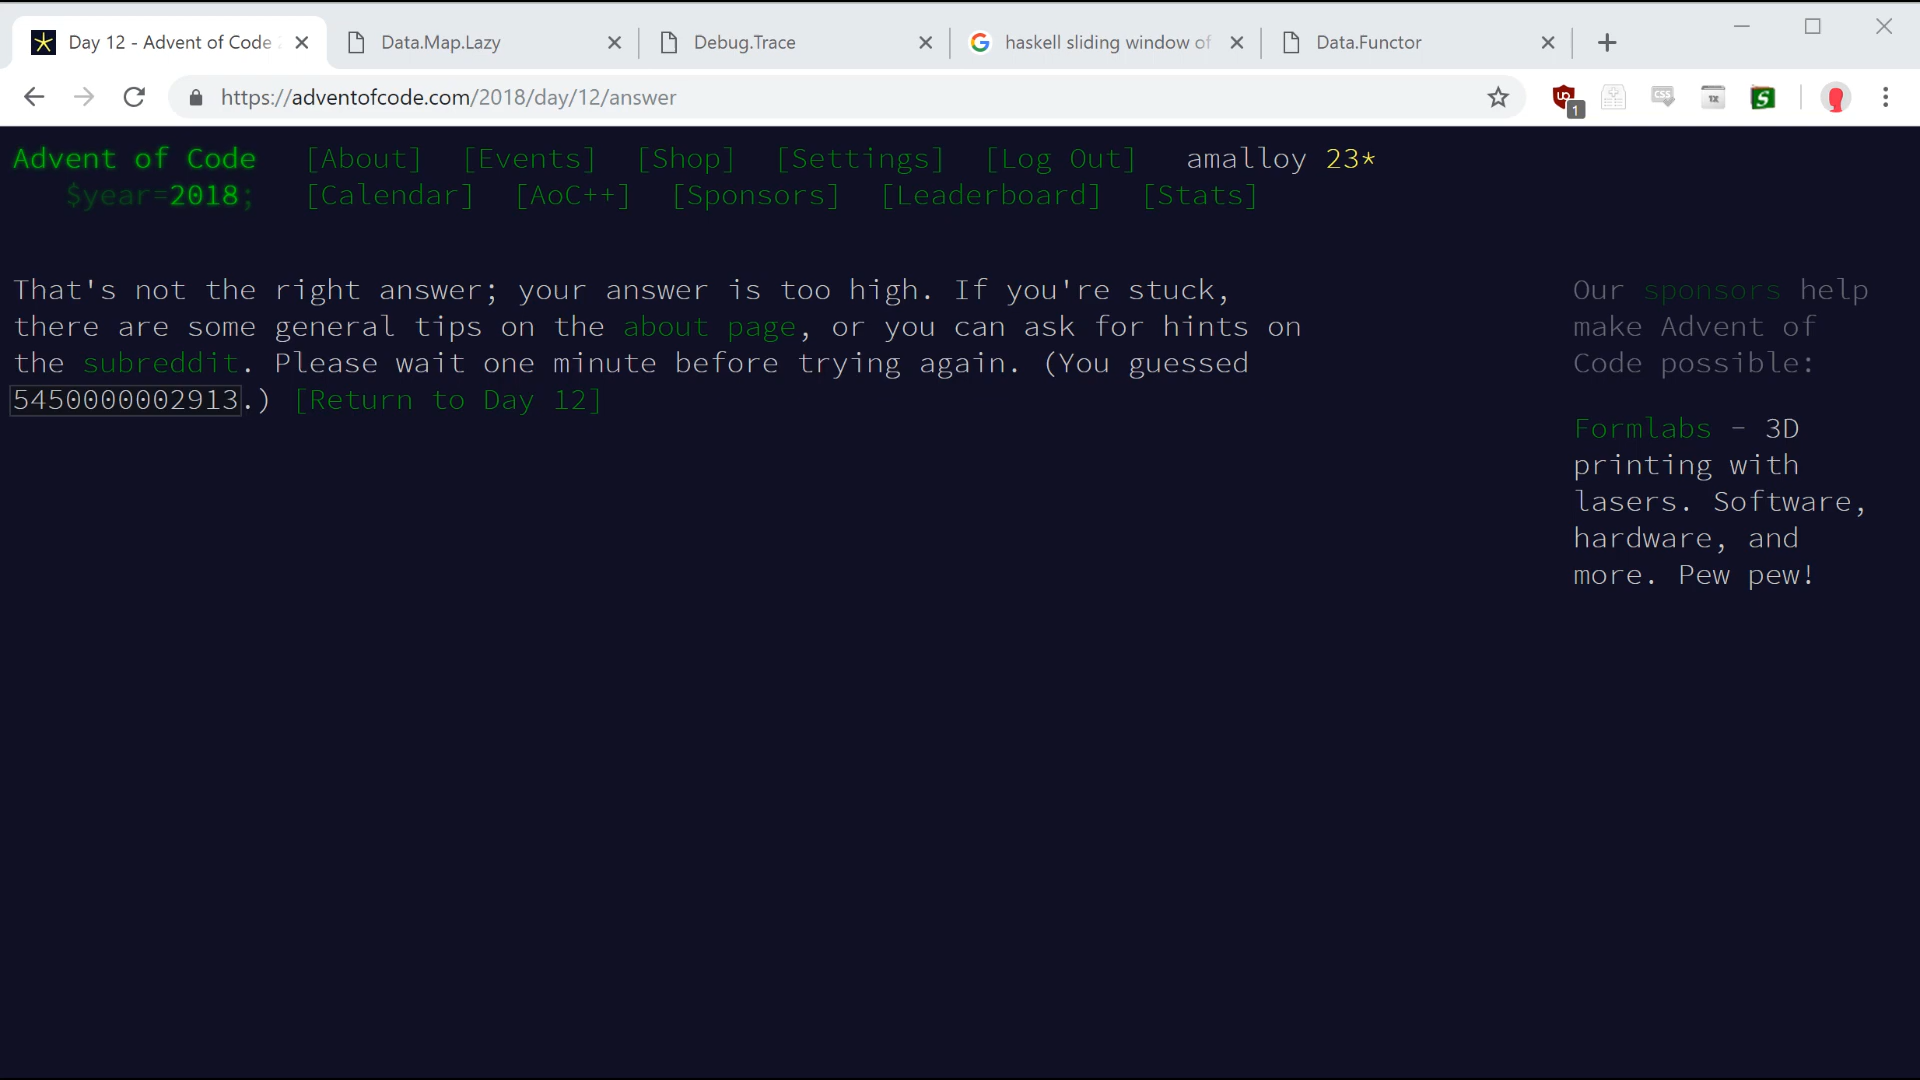 Day 12 - Advent of Code
Data.Map.Lazy
Debug.Trace
haskell sliding window of
Data.Functor
https://adventofcode.com/2018/day/12/answer
UD
1
CSS
1X
S
Advent of Code [About] [Events] [Shop] [Settings] [Log Out] amalloy 23*
$year=2018; [Calendar] [AoC++] [Sponsors] [Leaderboard] [Stats]
That's not the right answer; your answer is too high. If you're stuck,
there are some general tips on the about page, or you can ask for hints on
the subreddit. Please wait one minute before trying again. (You guessed
5450000002913.) [Return to Day 12]
Our sponsors help
make Advent of
Code possible:
Formlabs - 3D
printing with
lasers. Software,
hardware, and
more. Pew pew!